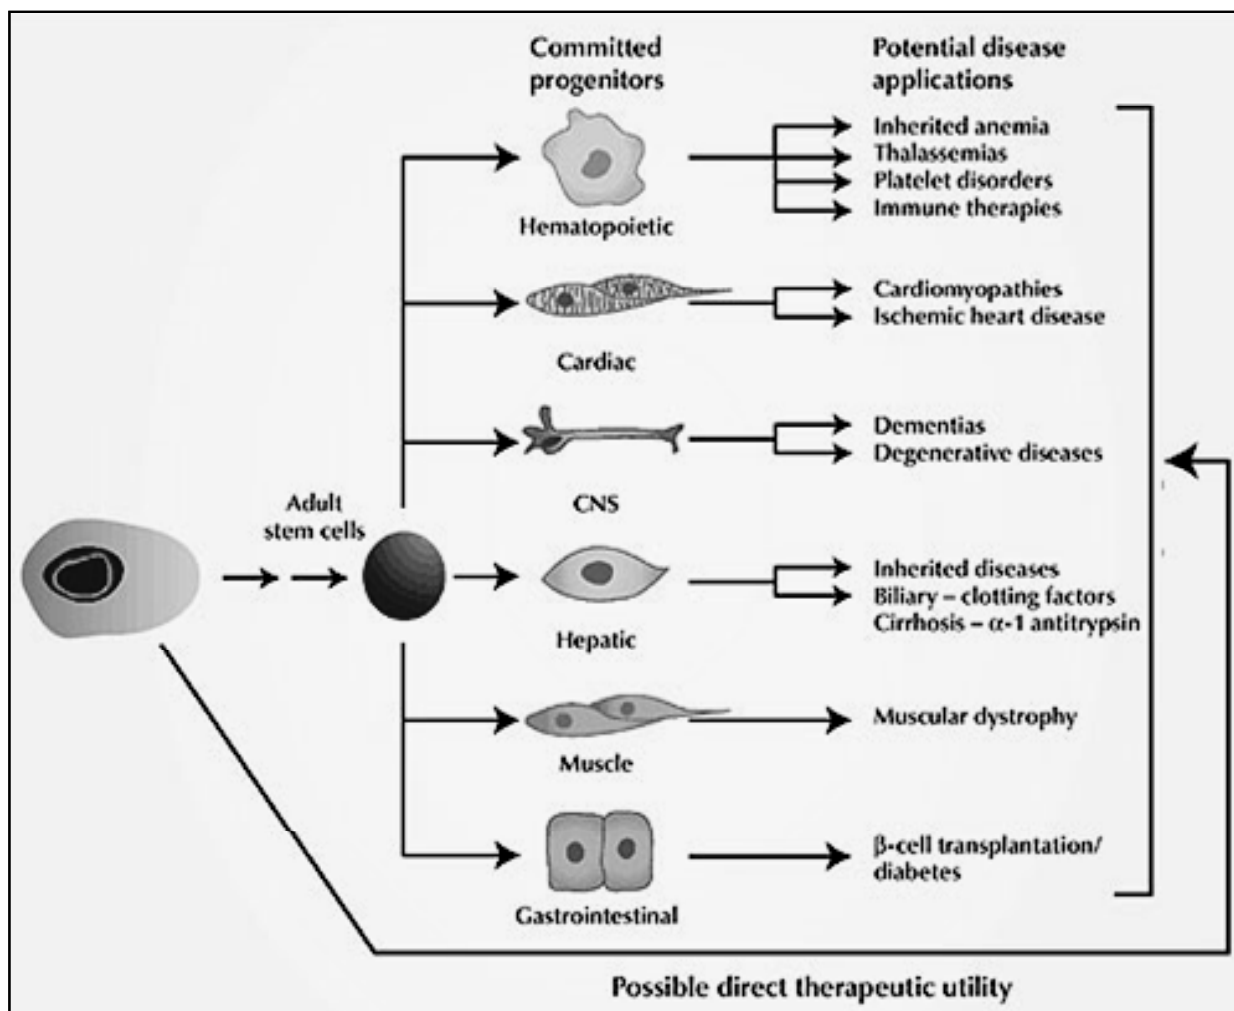 Committed
progenitors
Potential disease
applications
Inherited anemia
Thalassemias
Platelet disorders
Immune therapies
Hematopoietic
Cardiomyopathies
Ischemic heart disease
Cardiac
Dementias
Degenerative diseases
CNS
Adult
stem cells
Inherited diseases
Biliary – clotting factors
Cirrhosis – α-1 antitrypsin
Hepatic
Muscular dystrophy
Muscle
β-cell transplantation/
diabetes
Gastrointestinal
Possible direct therapeutic utility